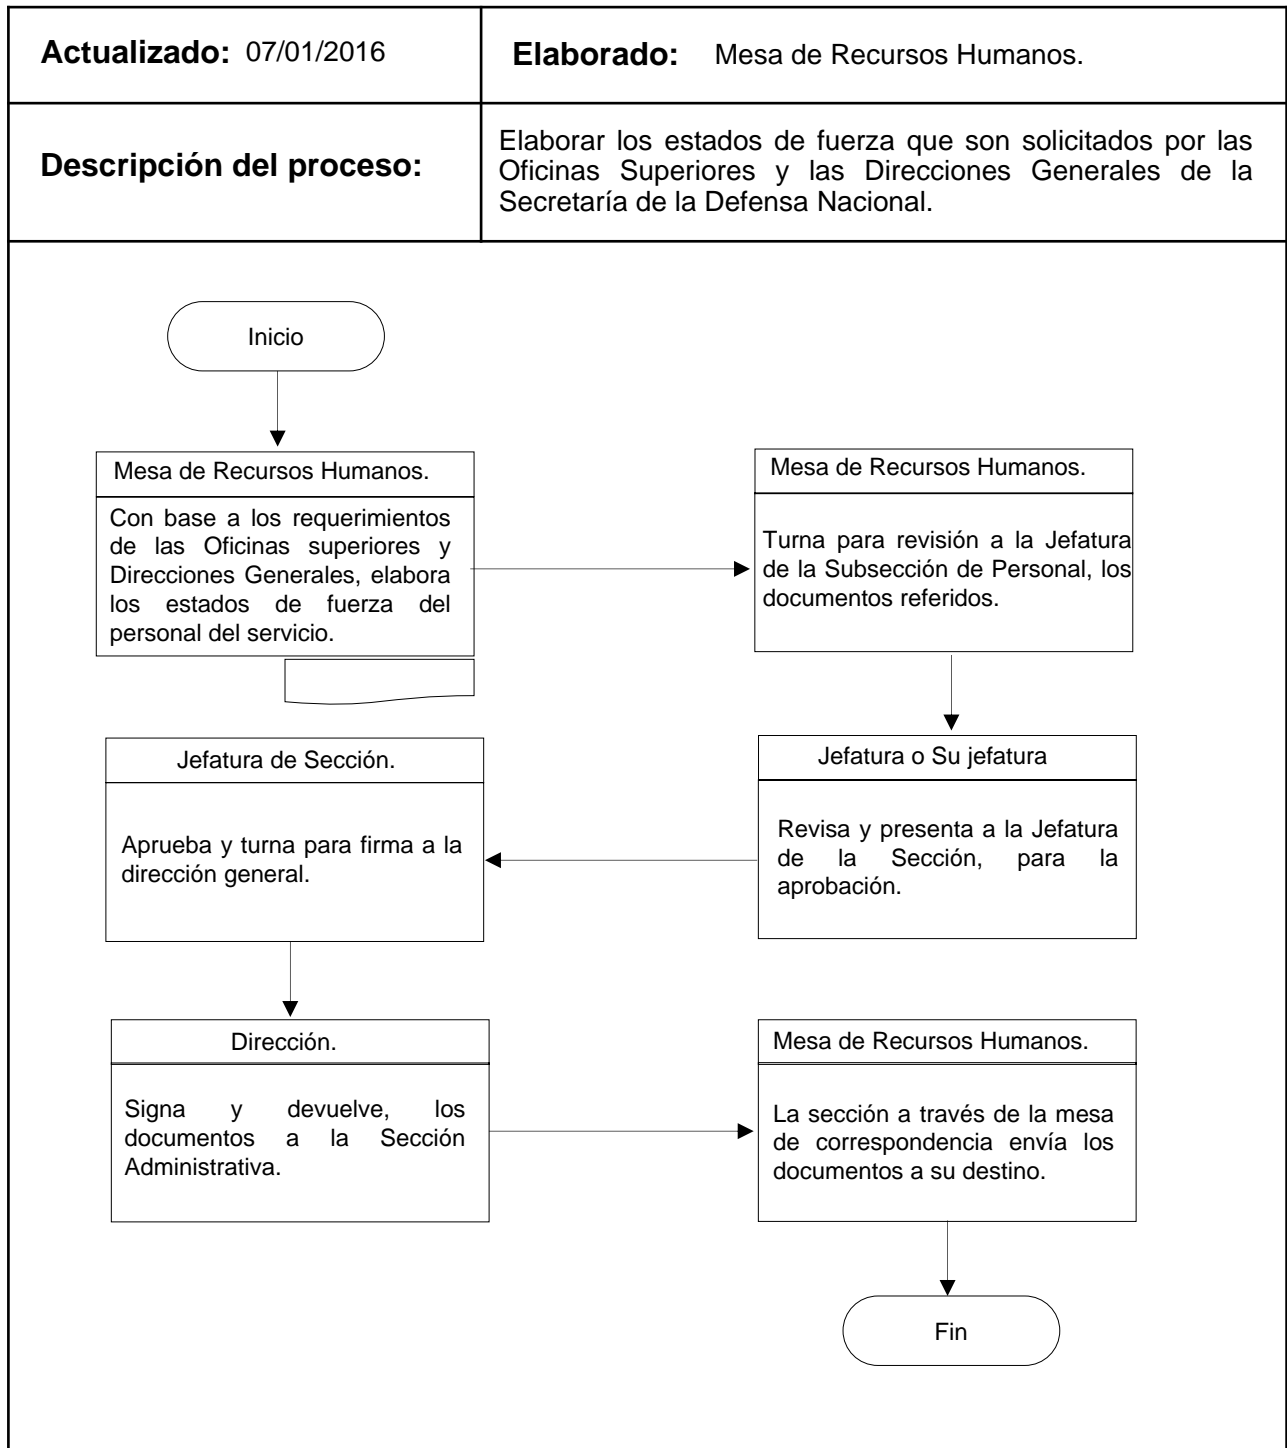 Actualizado: 07/01/2016
Elaborado: Mesa de Recursos Humanos.
Descripción del proceso:
Elaborar los estados de fuerza que son solicitados por las
Oficinas Superiores y las Direcciones Generales de la
Secretaría de la Defensa Nacional.
Inicio
Mesa de Recursos Humanos.
Con base a los requerimientos
de las Oficinas superiores y
Direcciones Generales, elabora
los estados de fuerza del
personal del servicio.
Mesa de Recursos Humanos.
Turna para revisión a la Jefatura
de la Subsección de Personal, los
documentos referidos.
Jefatura o Su jefatura
Revisa y presenta a la Jefatura
de la Sección, para la
aprobación.
Jefatura de Sección.
Aprueba y turna para firma a la
dirección general.
Dirección.
Signa y devuelve, los
documentos a la Sección
Administrativa.
Mesa de Recursos Humanos.
La sección a través de la mesa
de correspondencia envía los
documentos a su destino.
Fin